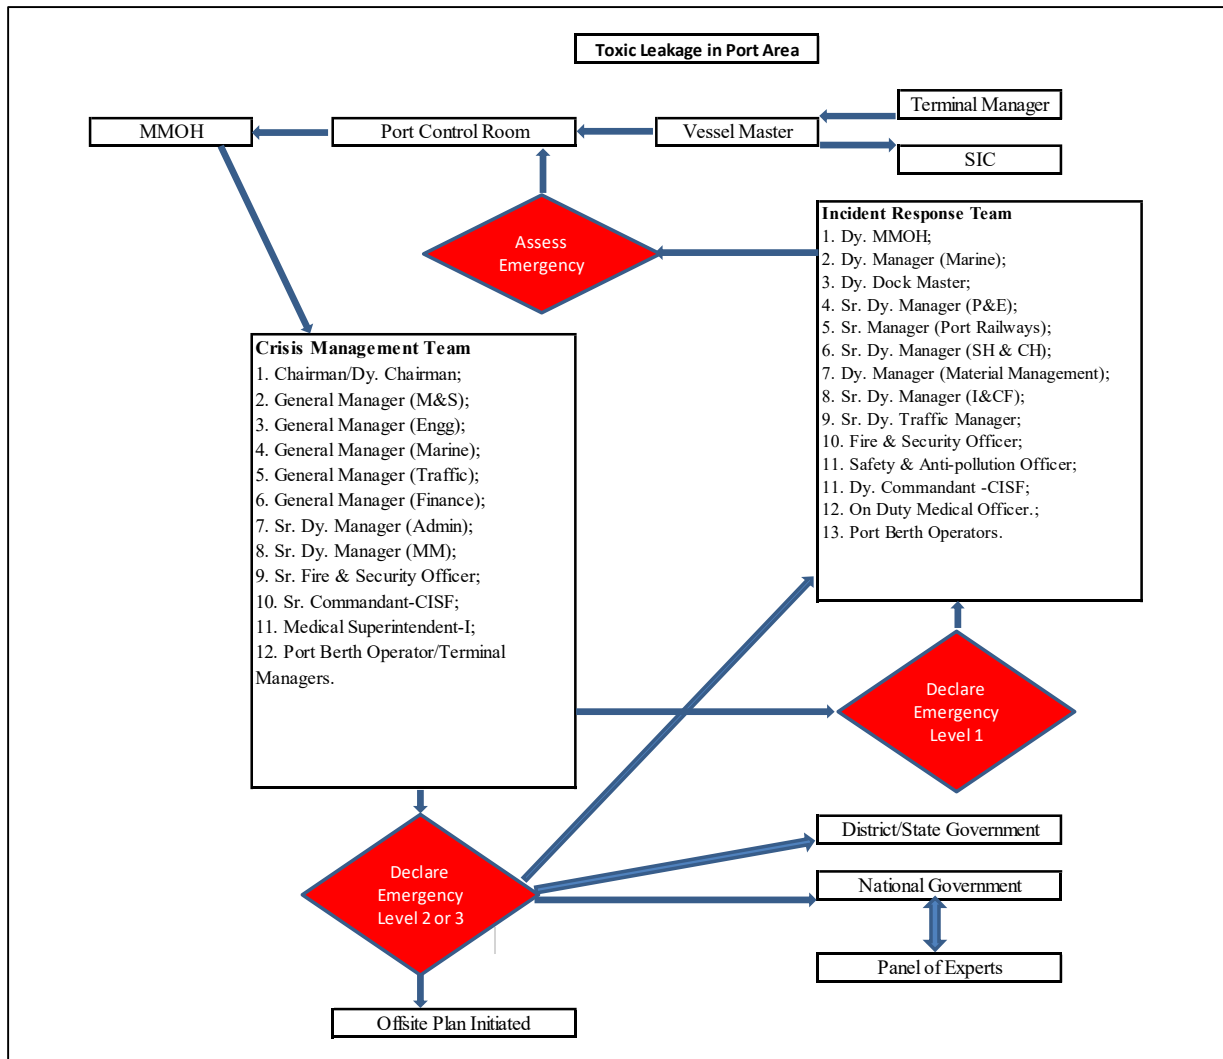 Toxic Leakage in Port Area
Terminal Manager
MMOH
Port Control Room
Vessel Master
SIC
Assess
Emergency
Incident Response Team
1. Dy. MMOH;
2. Dy. Manager (Marine);
3. Dy. Dock Master;
4. Sr. Dy. Manager (P&E);
5. Sr. Manager (Port Railways);
6. Sr. Dy. Manager (SH & CH);
7. Dy. Manager (Material Management);
8. Sr. Dy. Manager (I&CF);
9. Sr. Dy. Traffic Manager;
10. Fire & Security Officer;
11. Safety & Anti-pollution Officer;
11. Dy. Commandant -CISF;
12. On Duty Medical Officer.;
13. Port Berth Operators.
Crisis Management Team
1. Chairman/Dy. Chairman;
2. General Manager (M&S);
3. General Manager (Engg);
4. General Manager (Marine);
5. General Manager (Traffic);
6. General Manager (Finance);
7. Sr. Dy. Manager (Admin);
8. Sr. Dy. Manager (MM);
9. Sr. Fire & Security Officer;
10. Sr. Commandant-CISF;
11. Medical Superintendent-I;
12. Port Berth Operator/Terminal
Managers.
Declare
Emergency
Level 1
Declare
Emergency
Level 2 or 3
District/State Government
National Government
Panel of Experts
Offsite Plan Initiated